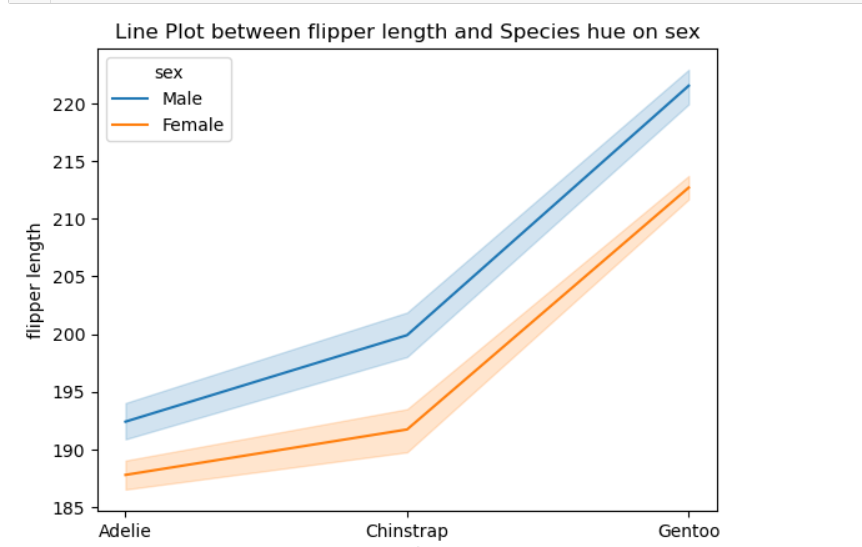 Line Plot between flipper length and Species hue on sex
sex
Male
Female
220
215
210
205
200
195
190
185
flipper length
Adelie
Chinstrap
Gentoo